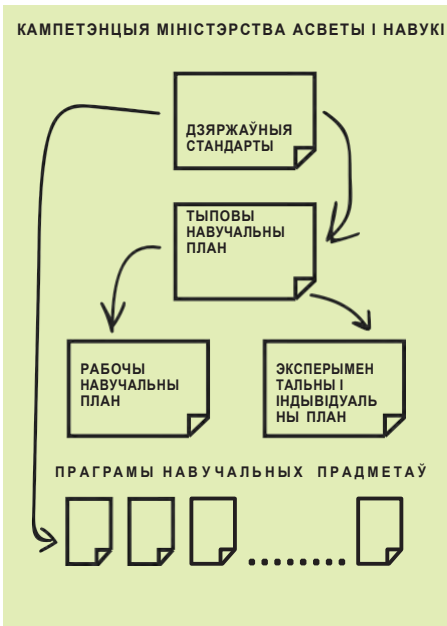 КАМПЕТЭНЦЫЯ МІНІСТЭРСТВА АСВЕТЫ І НАВУКІ
ДЗЯРЖАЎНЫЯ
СТАНДАРТЫ
ТЫПОВЫ
НАВУЧАЛЬНЫ
ПЛАН
РАБОЧЫ
НАВУЧАЛЬНЫ
ПЛАН
ЭКСПЕРЫМЕН
ТАЛЬНЫ І
ІНДЫВІДУАЛЬ
НЫ ПЛАН
ПРАГРАМЫ НАВУЧАЛЬНЫХ ПРАДМЕТАЎ